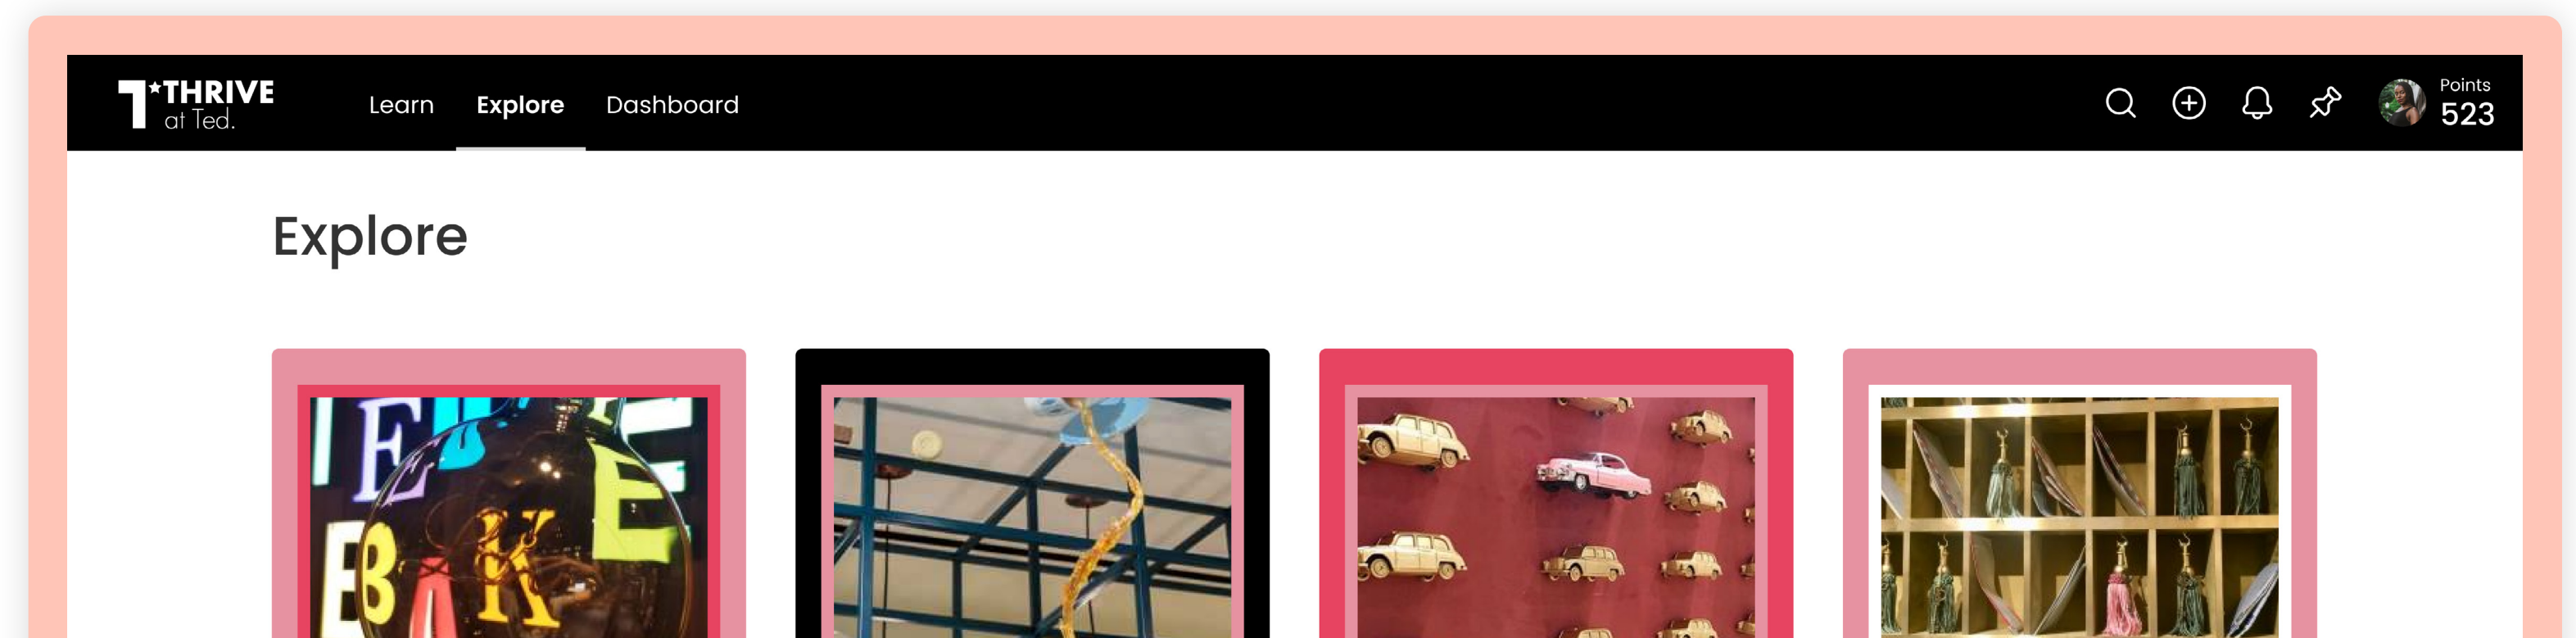 THRIVE
at Ted.
Learn Explore Dashboard
Points
523
Explore
E
E
K
B